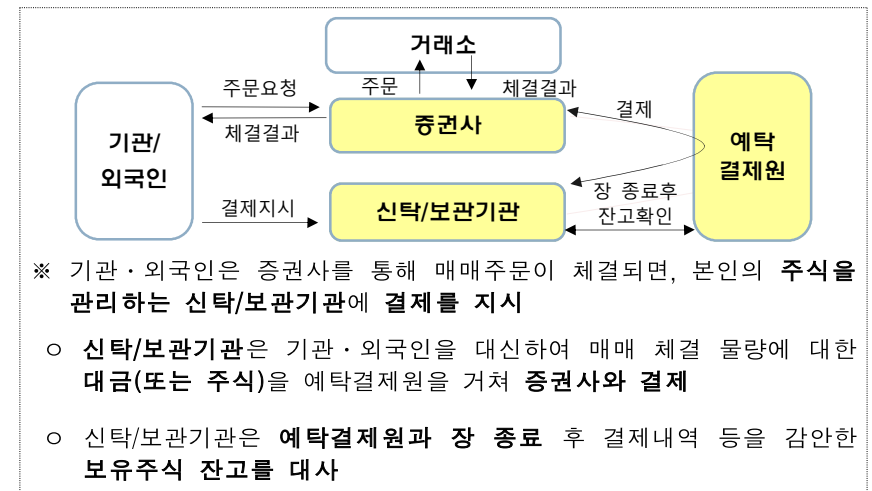 거래소
주문요청
주문
체결결과
결제
기관/
외국인
체결결과
증권사
예탁
결제원
결제지시
신탁/보관기관
장 종료후
잔고확인
※ 기관·외국인은 증권사를 통해 매매주문이 체결되면, 본인의 주식을
관리하는 신탁/보관기관에 결제를 지시
ㅇ 신탁/보관기관은 기관·외국인을 대신하여 매매 체결 물량에 대한
대금(또는 주식)을 예탁결제원을 거쳐 증권사와 결제
ㅇ 신탁/보관기관은 예탁결제원과 장 종료 후 결제내역 등을 감안한
보유주식 잔고를 대사